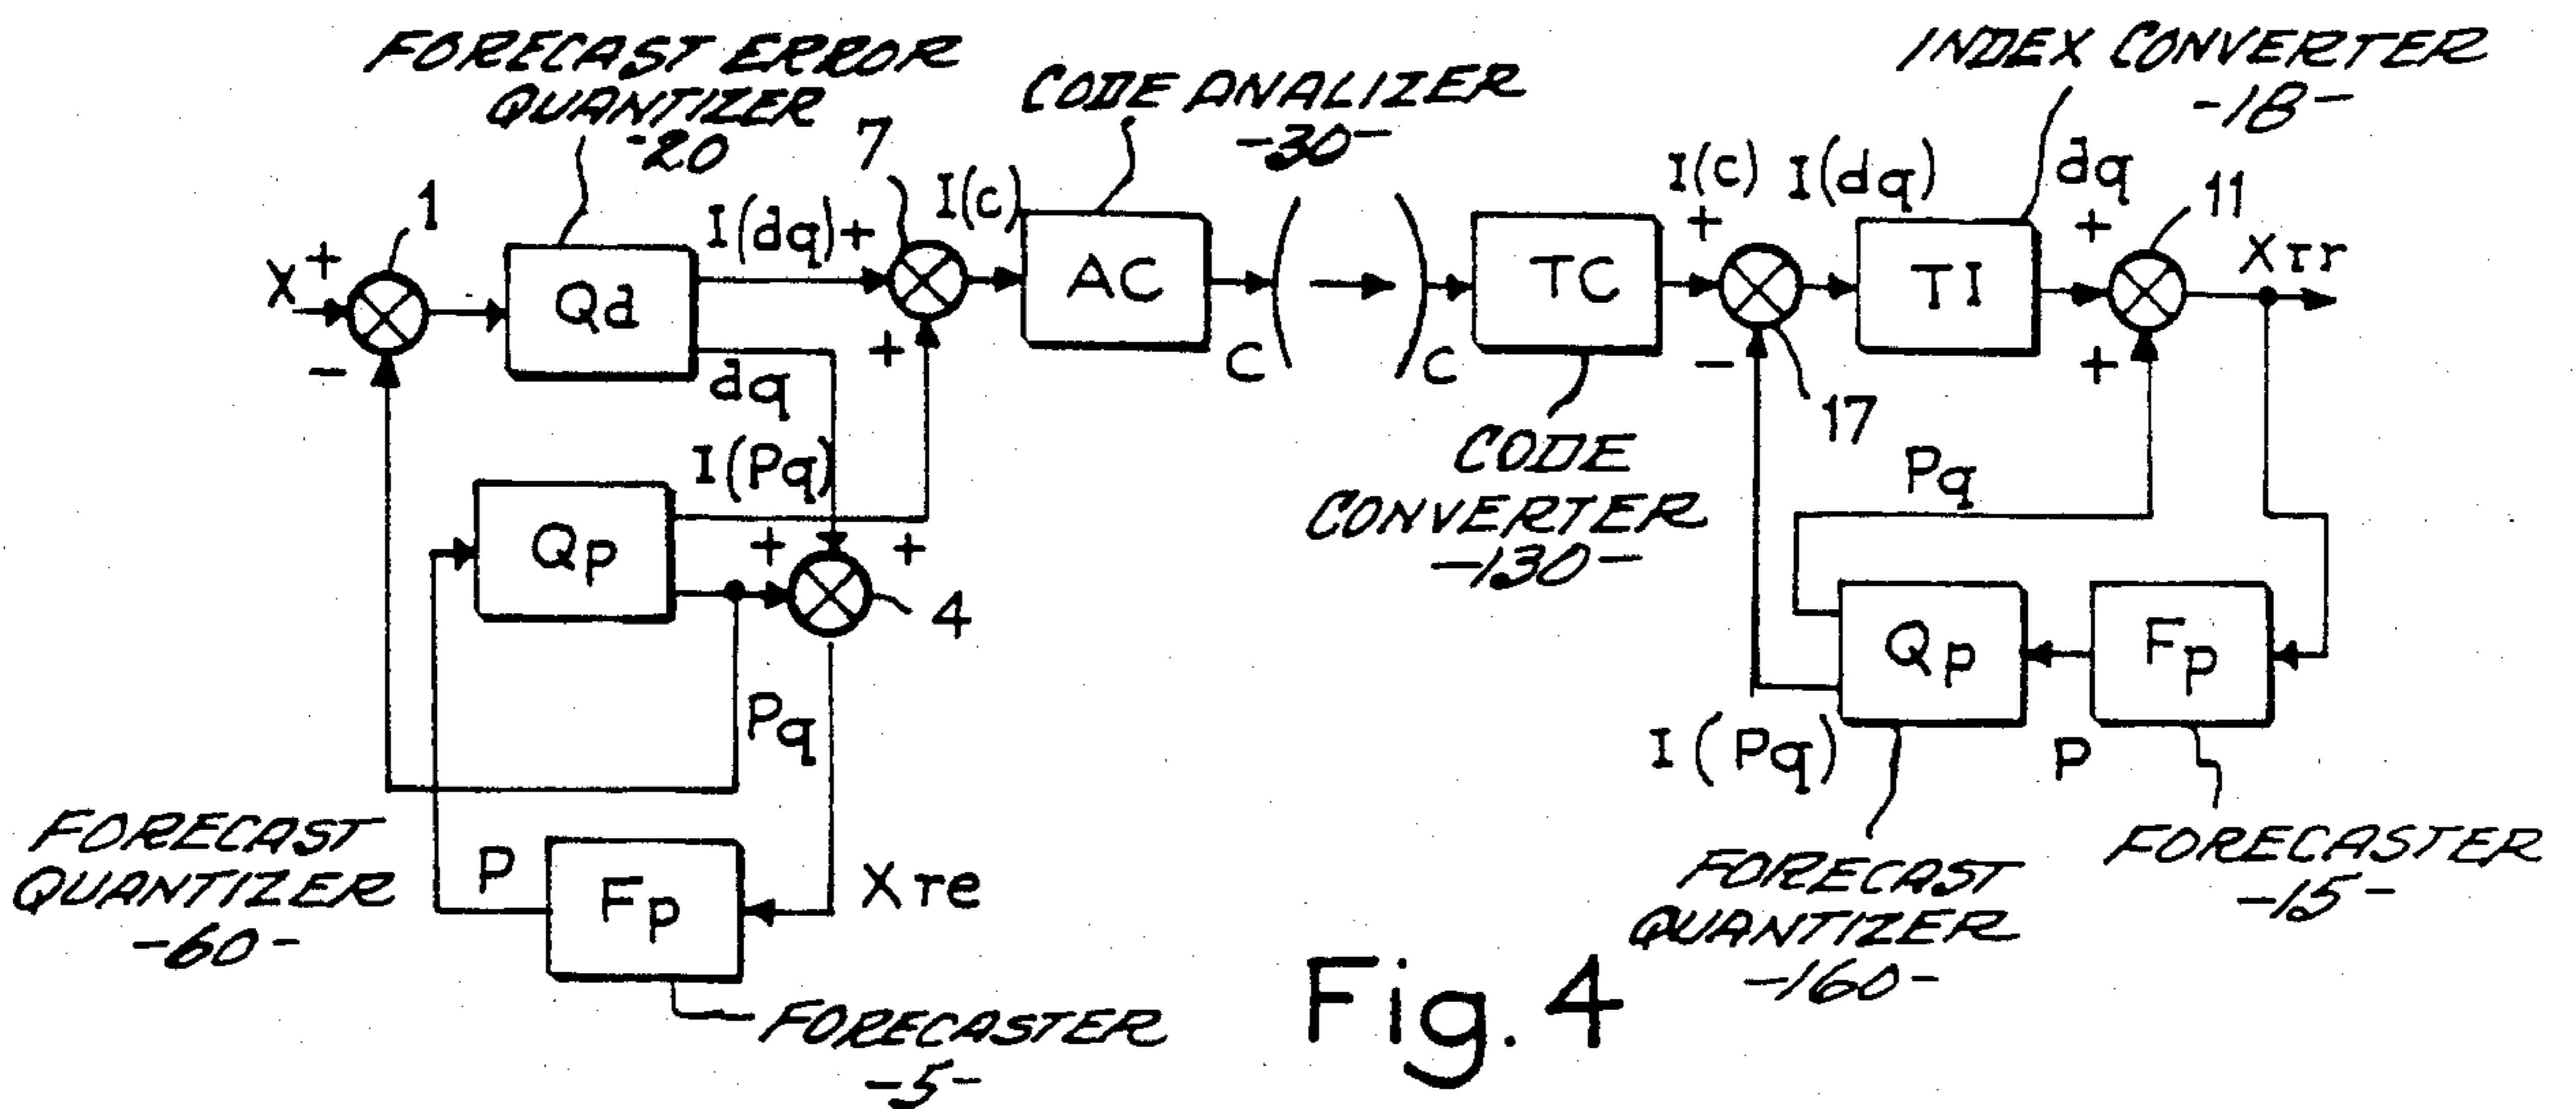 FORECAST ERROR
QUANTIZER
-20
CODE ANALIZER
-30-
INDEX CONVERTER
-18-
X
+
-
1
Qd
I(dq)
+
dq
7
+
I(c)
AC
C
C
TC
I(c)
+
-
I(dq)
17
TI
dq
+
+
11
Xrr
CODE
CONVERTER
-130-
I(Pq)
Qp
+
+
4
Pq
Pq
Qp
Fp
I(Pq)
P
FORECAST
QUANTIZER
-60-
P
Fp
Xre
FORECASTER
-5-
FORECAST
QUANTIZER
-160-
FORECASTER
-15-
Fig. 4